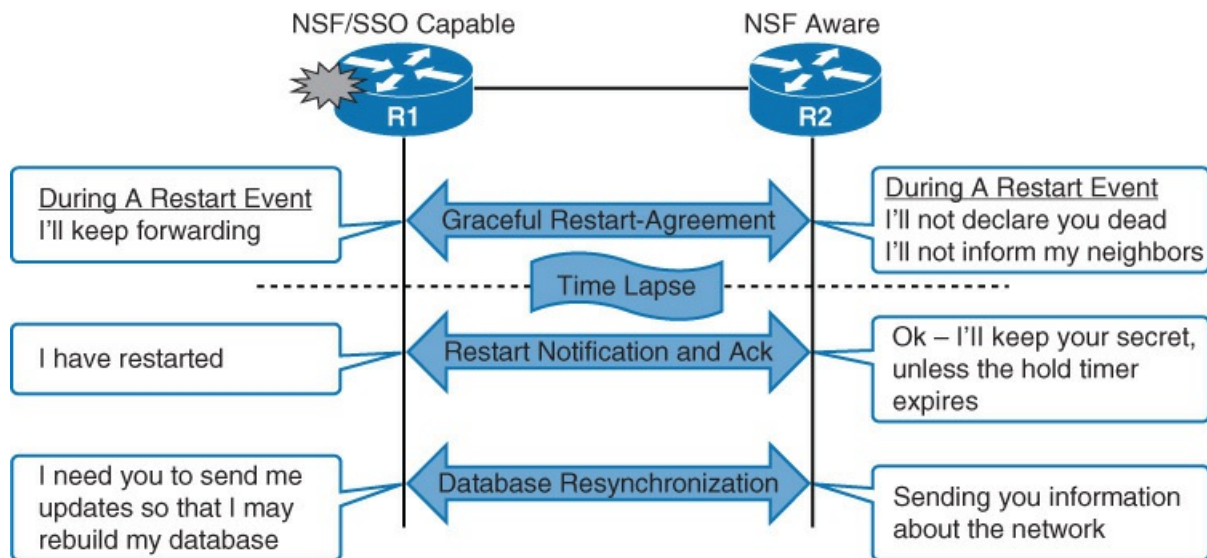 NSF/SSO Capable
NSF Aware
R1
R2
During A Restart Event
I'll keep forwarding
Graceful Restart-Agreement
During A Restart Event
I'll not declare you dead
I'll not inform my neighbors
Time Lapse
I have restarted
Restart Notification and Ack
Ok – I'll keep your secret,
unless the hold timer
expires
I need you to send me
updates so that I may
rebuild my database
Database Resynchronization
Sending you information
about the network